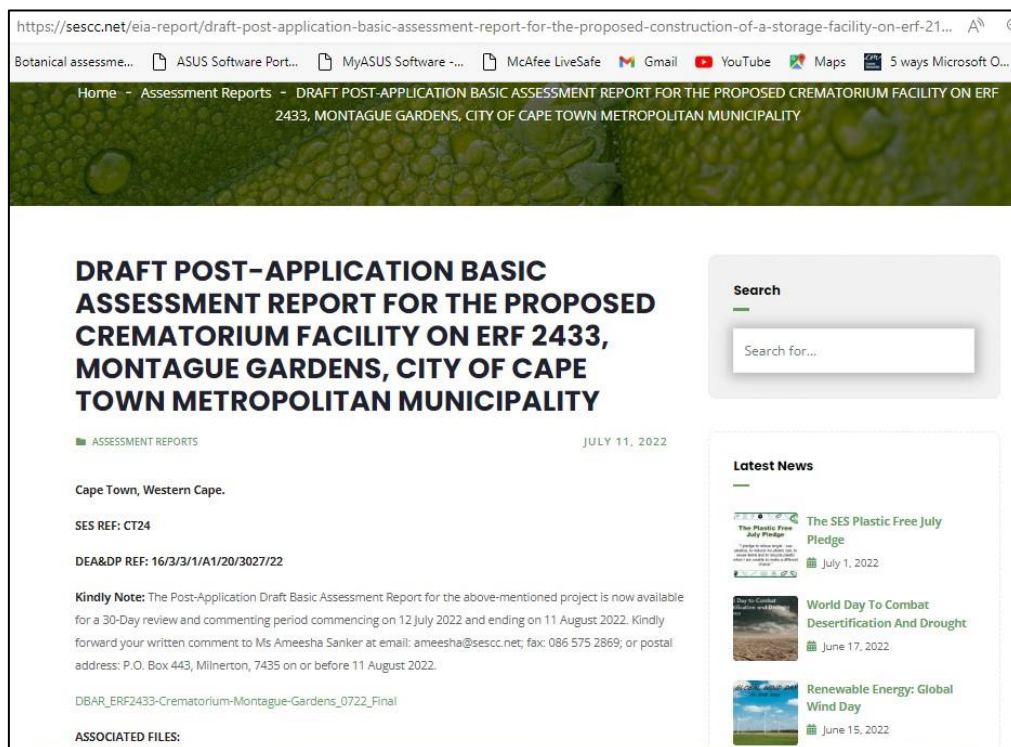 https://sescc.net/eia-report/draft-post-application-basic-assessment-report-for-the-proposed-construction-of-a-storage-facility-on-erf-21...
Botanical assessme... ASUS Software Port... MyASUS Software -... McAfee LiveSafe Gmail YouTube Maps 5 ways Microsoft O...
Home - Assessment Reports - DRAFT POST-APPLICATION BASIC ASSESSMENT REPORT FOR THE PROPOSED CREMATORIUM FACILITY ON ERF
2433, MONTAGUE GARDENS, CITY OF CAPE TOWN METROPOLITAN MUNICIPALITY
DRAFT POST-APPLICATION BASIC
ASSESSMENT REPORT FOR THE PROPOSED
CREMATORIUM FACILITY ON ERF 2433,
MONTAGUE GARDENS, CITY OF CAPE
TOWN METROPOLITAN MUNICIPALITY
ASSESSMENT REPORTS
JULY 11, 2022
Cape Town, Western Cape.
SES REF: CT24
DEA&DP REF: 16/3/3/1/A1/20/3027/22
Kindly Note: The Post-Application Draft Basic Assessment Report for the above-mentioned project is now available
for a 30-Day review and commenting period commencing on 12 July 2022 and ending on 11 August 2022. Kindly
forward your written comment to Ms Ameesha Sanker at email: ameesha@sescc.net; fax: 086 575 2869; or postal
address: P.O. Box 443, Milnerton, 7435 on or before 11 August 2022.
DBAR_ERF2433-Crematorium-Montague-Gardens_0722_Final
ASSOCIATED FILES:
Search
Search for...
Latest News
The Plastic Free
July Pledge
The SES Plastic Free July
Pledge
July 1, 2022
World Day To Combat
Desertification And Drought
June 17, 2022
GLOBAL WIND DAY
Renewable Energy: Global
Wind Day
June 15, 2022